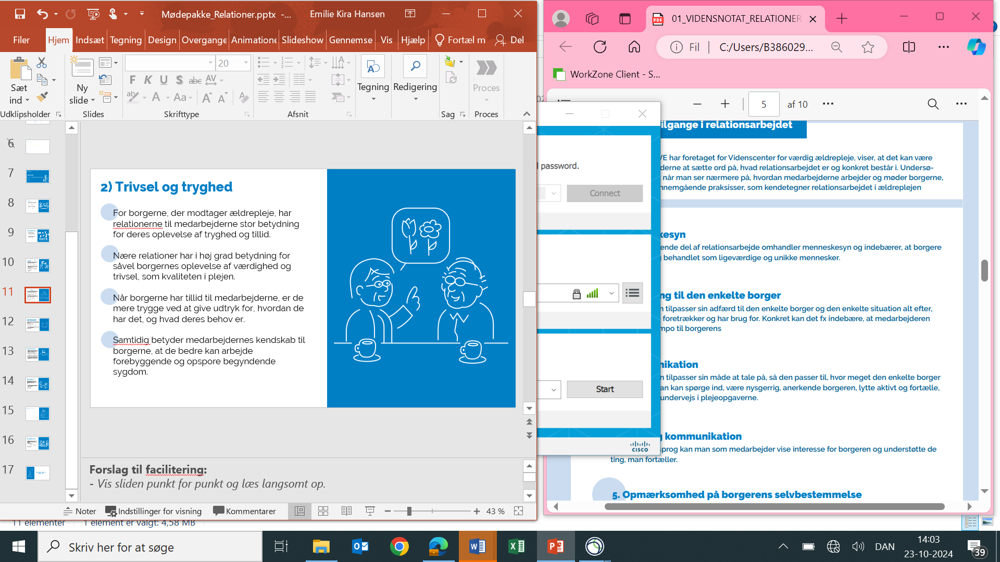 Mødepakke_Relationer.pptx -...
Emilie Kira Hansen
Filer
Hjem
Indsæt
Tegning
Design
Overgange
Animatione
Slideshow
Gennemse
Vis
Hjælp
Fortæl m
Del
Sæt
ind
Ny
slide
20
F K U S abc AV
A Aa A A
Tegning
Redigering
Proces
Udklipsholder
Slides
Skrifttype
Afsnit
Sag
Proces
6
7
8
9
10
11
12
13
14
15
16
17
2) Trivsel og tryghed
For borgerne, der modtager ældrepleje, har
relationerne til medarbejderne stor betydning
for deres oplevelse af tryghed og tillid.
Nære relationer har i høj grad betydning for
såvel borgernes oplevelse af værdighed og
trivsel, som kvaliteten i plejen.
Når borgerne har tillid til medarbejderne, er de
mere trygge ved at give udtryk for, hvordan de
har det, og hvad deres behov er.
Samtidig betyder medarbejdernes kendskab til
borgerne, at de bedre kan arbejde
forebyggende og opspore begyndende
sygdom.
Forslag til facilitering:
- Vis sliden punkt for punkt og læs langsomt op.
Noter
Indstillinger for visning
Kommentarer
43 %
11 elementer
1 element er valgt: 4,58 MB
password.
Connect
Start
CISCO
01_VIDENSNOTAT_RELATIONER
Fil
C:/Users/B386029...
WorkZone Client - S...
5
af 10
ilgange i relationsarbejdet
VE har foretaget for Videnscenter for værdig ældrepleje, viser, at det kan være
derne at sætte ord på, hvad relationsarbejdet er og konkret består i. Undersø-
når man ser nærmere på, hvordan medarbejderne arbejder og møder borgerne,
nnemgående praksisser, som kendetegner relationsarbejdet i ældreplejen
kesyn
ende del af relationsarbejde omhandler menneskesyn og indebærer, at borgere
behandlet som ligeværdige og unikke mennesker.
ng til den enkelte borger
n tilpasser sin adfærd til den enkelte borger og den enkelte situation alt efter,
foretrækker og har brug for. Konkret kan det fx indebære, at medarbejderen
mpo til borgerens
nikation
n tilpasser sin måde at tale på, så den passer til, hvor meget den enkelte borger
an kan spørge ind, være nysgerrig, anerkende borgeren, lytte aktivt og fortælle,
undervejs i plejeopgaverne.
g kommunikation
sprog kan man som medarbejder vise interesse for borgeren og understøtte de
ting, man fortæller.
5. Opmærksomhed på borgerens selvbestemmelse
Skriv her for at søge
DAN
14:03
23-10-2024
39